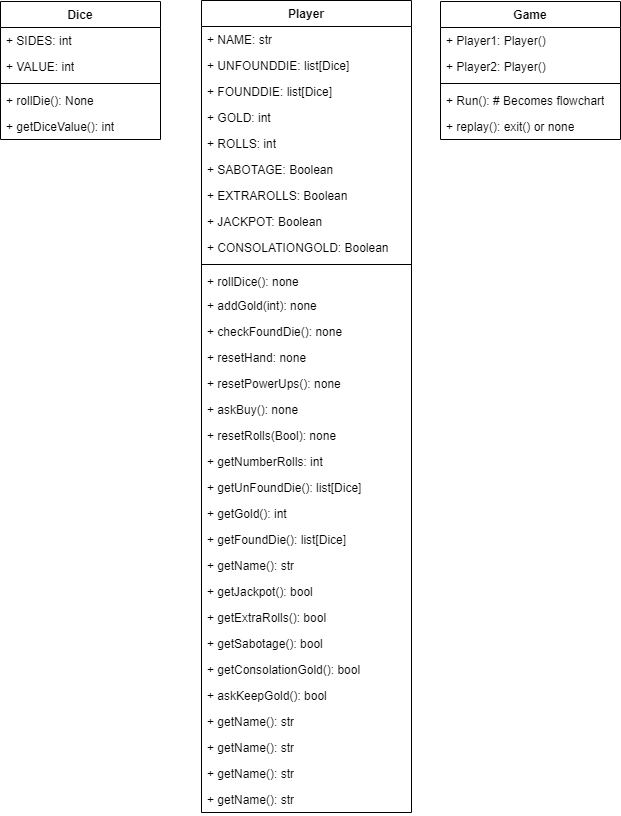 Dice
+ SIDES: int
+ VALUE: int
+ rollDie(): None
+ getDiceValue(): int
Player
+ NAME: str
+ UNFOUNDDIE: list[Dice]
+ FOUNDDIE: list[Dice]
+ GOLD: int
+ ROLLS: int
+ SABOTAGE: Boolean
+ EXTRAROLLS: Boolean
+ JACKPOT: Boolean
+ CONSOLATIONGOLD: Boolean
+ rollDice(): none
+ addGold(int): none
+ checkFoundDie(): none
+ resetHand: none
+ resetPowerUps(): none
+ askBuy(): none
+ resetRolls(Bool): none
+ getNumberRolls: int
+ getUnFoundDie(): list[Dice]
+ getGold(): int
+ getFoundDie(): list[Dice]
+ getName(): str
+ getJackpot(): bool
+ getExtraRolls(): bool
+ getSabotage(): bool
+ getConsolationGold(): bool
+ askKeepGold(): bool
+ getName(): str
+ getName(): str
+ getName(): str
+ getName(): str
Game
+ Player1: Player()
+ Player2: Player()
+ Run(): # Becomes flowchart
+ replay(): exit() or none